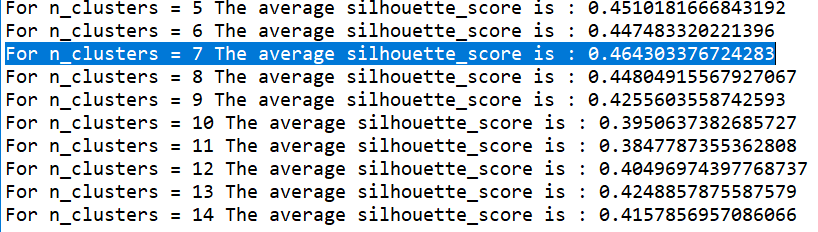 For n_clusters = 5 The average silhouette_score is : 0.4510181666843192
For n_clusters = 6 The average silhouette_score is : 0.447483320221396
For n_clusters = 7 The average silhouette_score is : 0.464303376724283
For n_clusters = 8 The average silhouette_score is : 0.44804915567927067
For n_clusters = 9 The average silhouette_score is : 0.4255603558742593
For n_clusters = 10 The average silhouette_score is : 0.3950637382685727
For n_clusters = 11 The average silhouette_score is : 0.3847787355362808
For n_clusters = 12 The average silhouette_score is : 0.40496974397768737
For n_clusters = 13 The average silhouette_score is : 0.4248857875587579
For n_clusters = 14 The average silhouette_score is : 0.4157856957086066